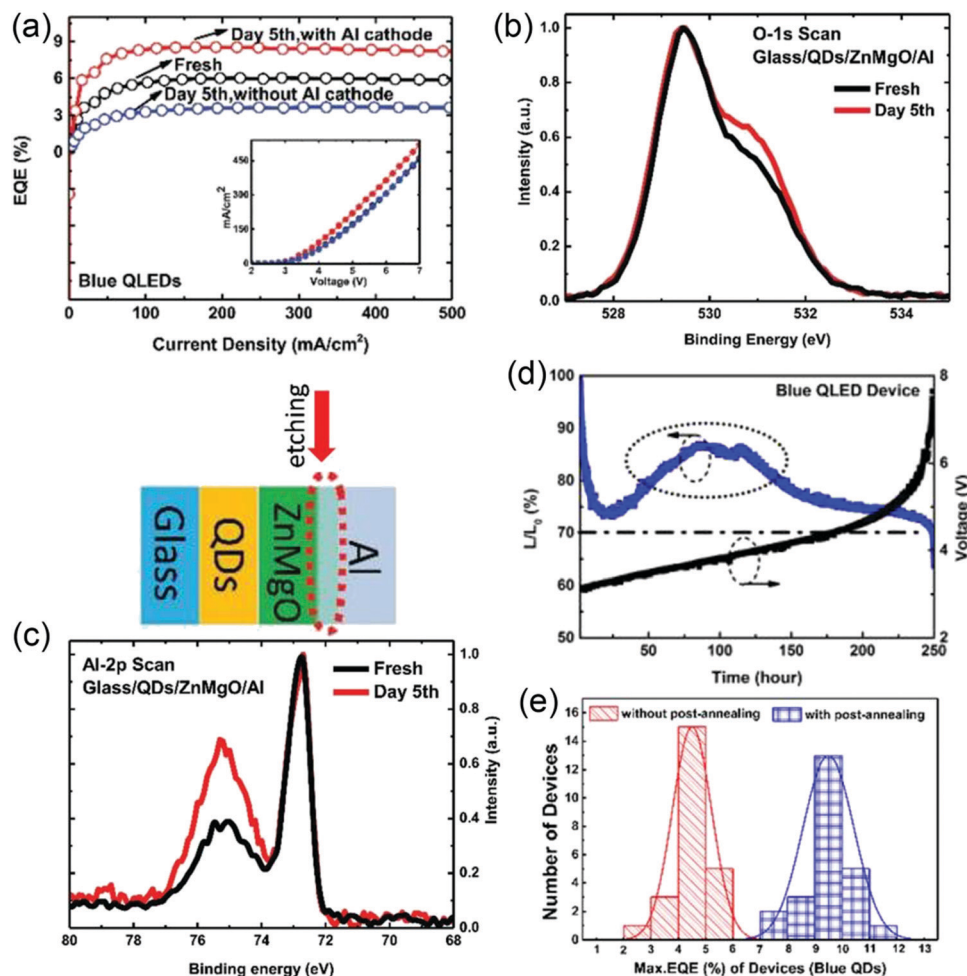 (a)
Day 5th,with Al cathode
Fresh
Day 5th,without Al cathode
EQE (%)
9
6
3
0
mA/cm²
450
300
150
0
2 3 4 5 6 7
Voltage (V)
Blue QLEDs
0 100 200 300 400 500
Current Density (mA/cm²)
(b)
O-1s Scan
Glass/QDs/ZnMgO/Al
Fresh
Day 5th
Intensity (a.u.)
1.0
0.8
0.6
0.4
0.2
0.0
528 530 532 534
Binding Energy (eV)
etching
Glass
QDs
ZnMgO
Al
(c)
Al-2p Scan
Glass/QDs/ZnMgO/Al
Fresh
Day 5th
1.0
0.8
0.6
0.4
0.2
0.0
Intensity (a.u.)
80 78 76 74 72 70 68
Binding energy (eV)
(d)
Blue QLED Device
L/L₀ (%)
100
90
80
70
60
50
8
6
4
2
Voltage (V)
50 100 150 200 250
Time (hour)
(e)
without post-annealing
with post-annealing
Number of Devices
16
14
12
10
8
6
4
2
0
1 2 3 4 5 6 7 8 9 10 11 12 13
Max.EQE (%) of Devices (Blue QDs)